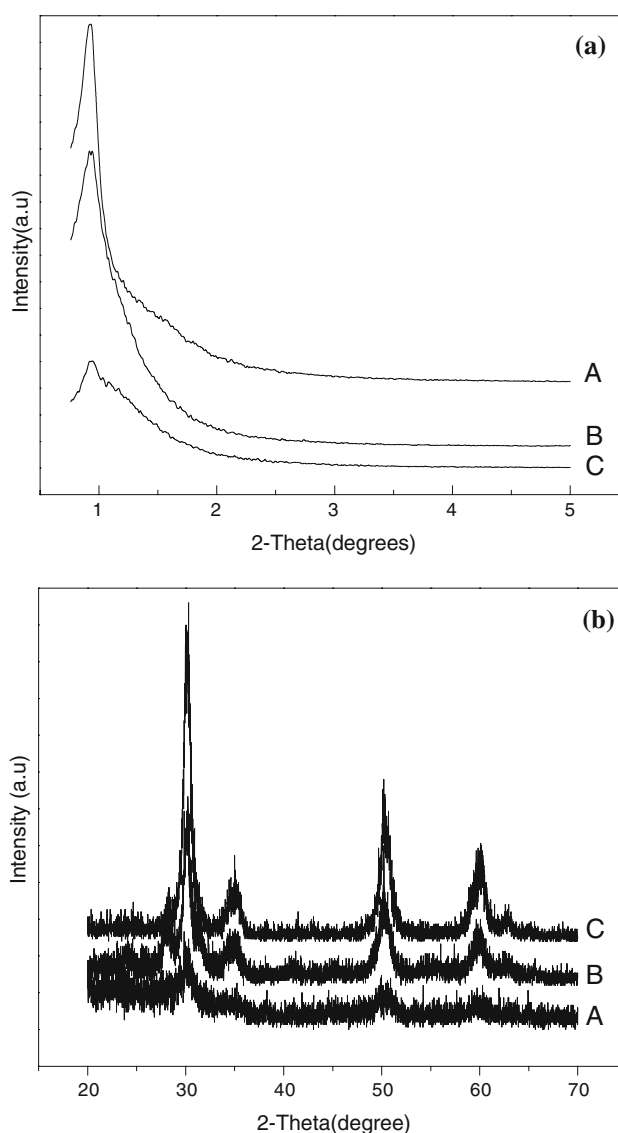 (a)
Intensity(a.u)
A
B
C
1 2 3 4 5
2-Theta(degrees)
(b)
Intensity (a.u)
C
B
A
20 30 40 50 60 70
2-Theta(degree)